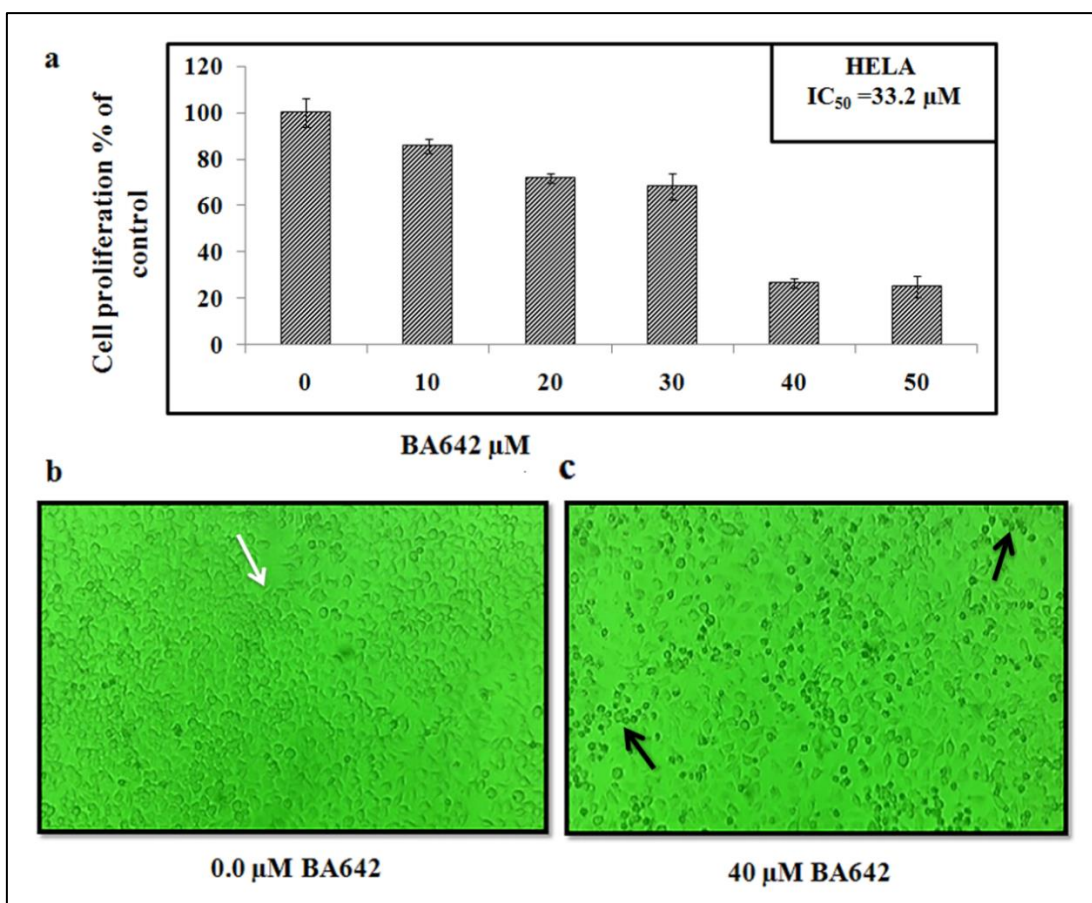 a
HELA
IC₅₀ =33.2 μM
Cell proliferation % of
control
120
100
80
60
40
20
0
0 10 20 30 40 50
BA642 μM
b
c
0.0 μM BA642
40 μM BA642